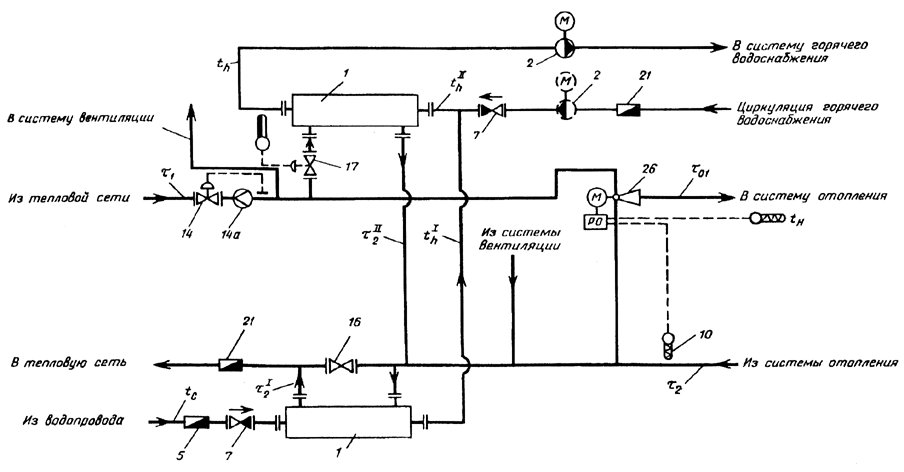 М
2
В систему горячего
водоснабжения
t_h
1
t_h^II
М
2
21
7
Циркуляция горячего
водоснабжения
В систему вентиляции
17
τ_1
26
τ_01
Из тепловой сети
14
14а
М
РО
В систему отопления
t_н
τ_2^II
t_h^I
Из системы
вентиляции
21
16
10
В тепловую сеть
Из системы отопления
τ_2^I
τ_2
t_c
Из водопровода
5
7
1